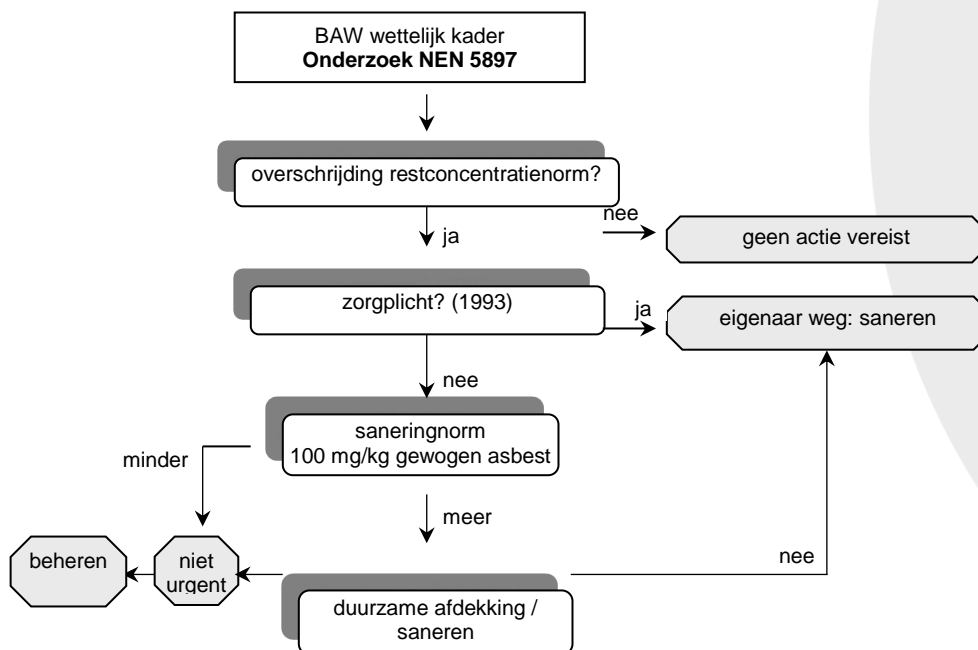 BAW wettelijk kader
Onderzoek NEN 5897
overschrijding restconcentratienorm?
nee
ja
geen actie vereist
zorgplicht? (1993)
ja
eigenaar weg: saneren
nee
saneringnorm
100 mg/kg gewogen asbest
minder
meer
beheren
niet
urgent
nee
duurzame afdekking /
saneren